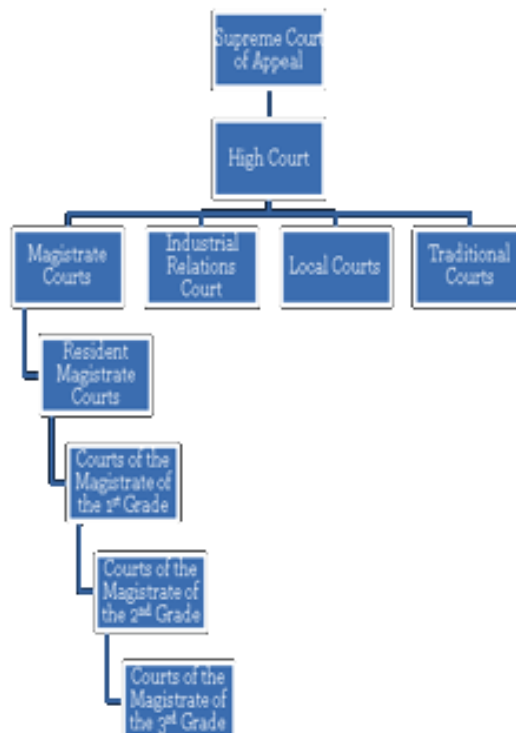 Supreme Court
of Appeal
High Court
Magistrate
Courts
Industrial
Relations
Court
Local Courts
Traditional
Courts
Resident
Magistrate
Courts
Courts of the
Magistrate of
the 1st Grade
Courts of the
Magistrate of
the 2nd Grade
Courts of the
Magistrate of
the 3rd Grade